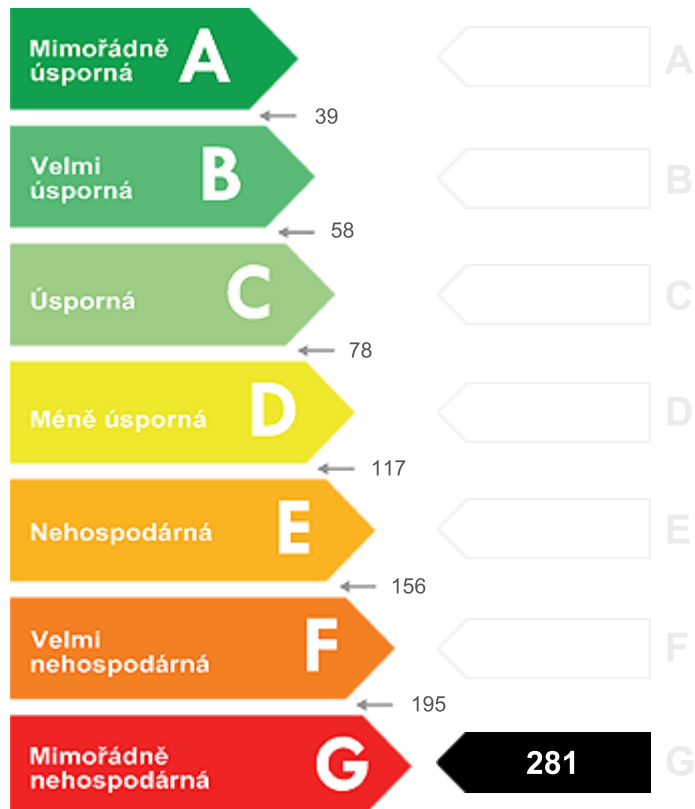 Mimořádně
úsporná
A
A
39
Velmi
úsporná
B
B
58
Úsporná
C
C
78
Méně úsporná
D
D
117
Nehospodárná
E
E
156
Velmi
nehospodárná
F
F
195
Mimořádně
nehospodárná
G
281
G